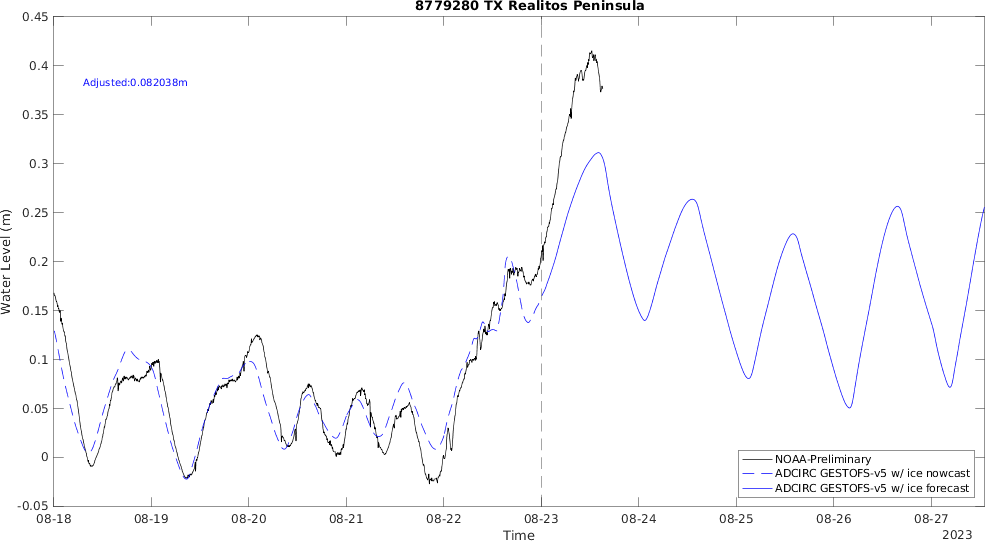 8779280 TX Realitos Peninsula
0.45
0.4
0.35
0.3
0.25
0.2
0.15
0.1
0.05
0
-0.05
Water Level (m)
Adjusted:0.082038m
NOAA-Preliminary
ADCIRC GESTOFS-v5 w/ ice nowcast
ADCIRC GESTOFS-v5 w/ ice forecast
08-18 08-19 08-20 08-21 08-22 08-23 08-24 08-25 08-26 08-27
Time
2023